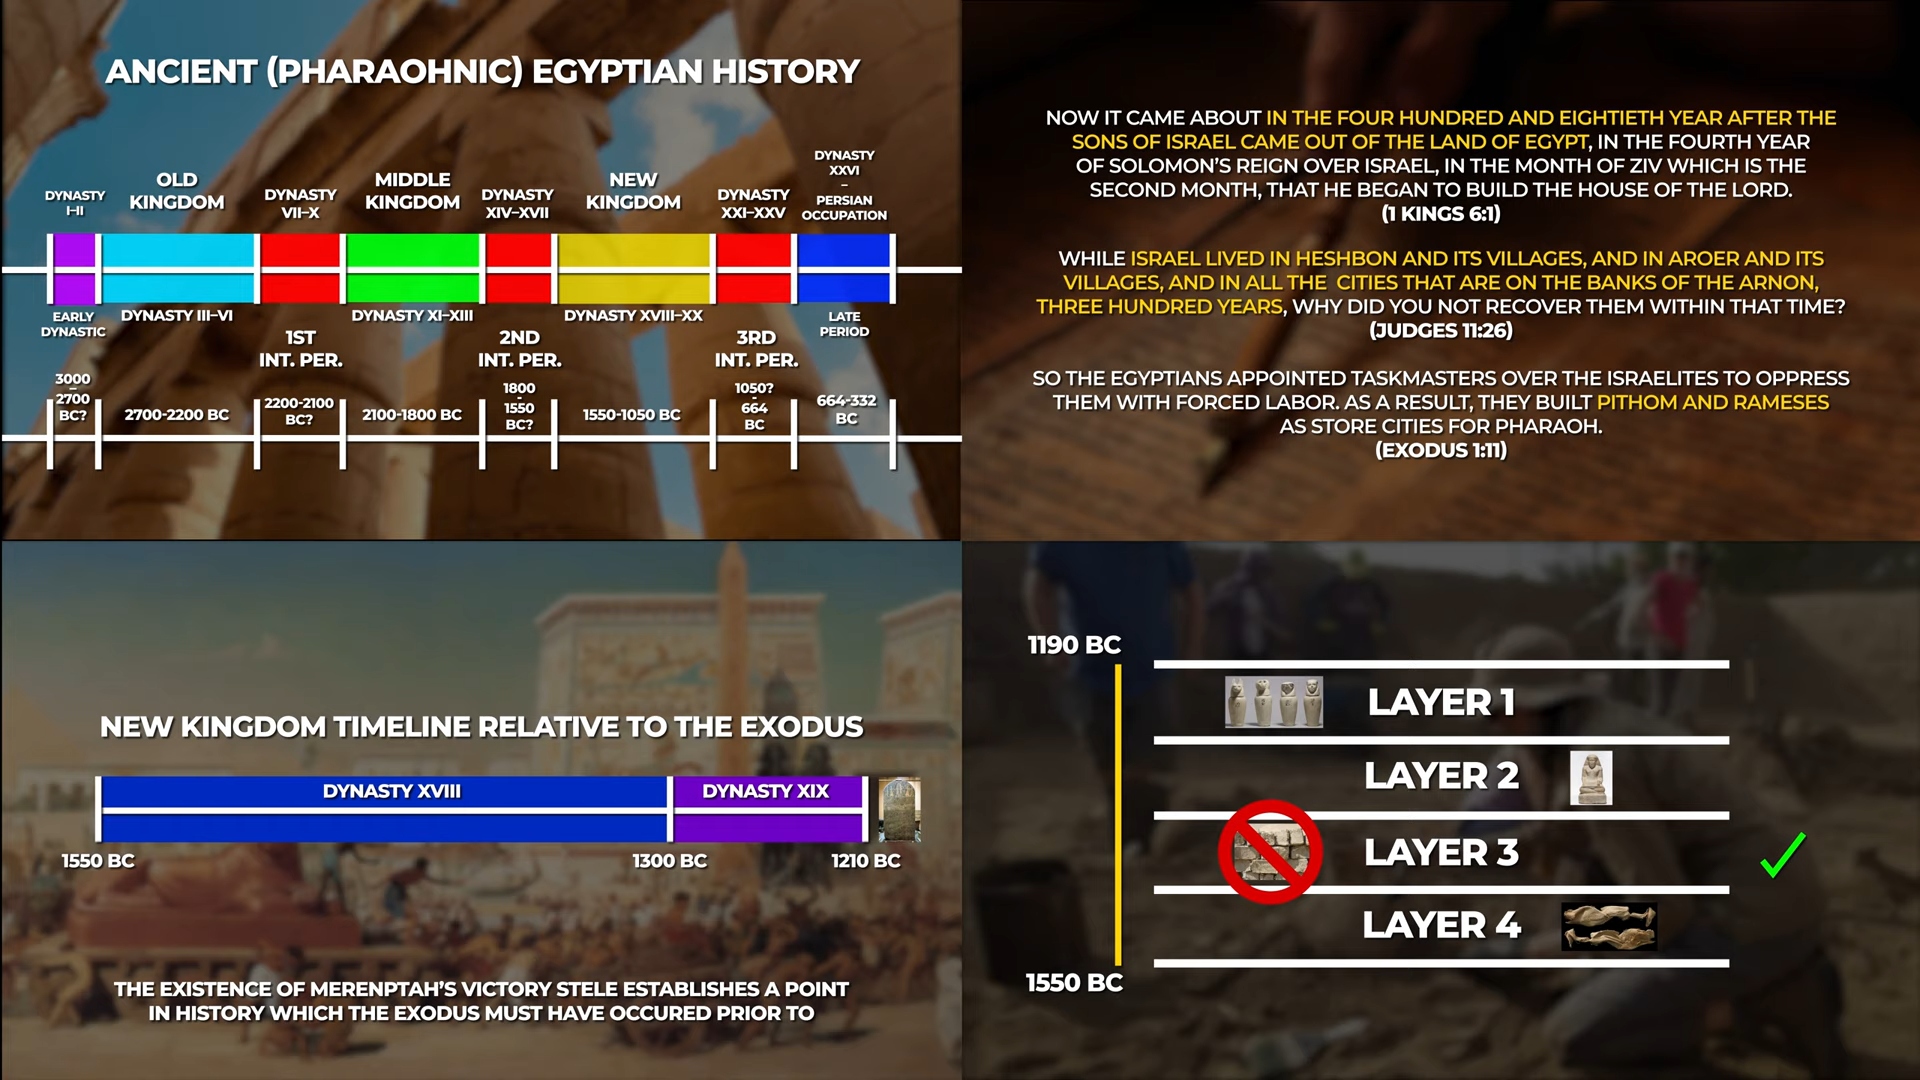 ANCIENT (PHARAOHNIC) EGYPTIAN HISTORY
DYNASTY
I–II
OLD
KINGDOM
DYNASTY
VII–X
MIDDLE
KINGDOM
DYNASTY
XIV–XVII
NEW
KINGDOM
DYNASTY
XXI–XXV
DYNASTY
XXVI
–
PERSIAN
OCCUPATION
EARLY
DYNASTIC
DYNASTY III–VI
1ST
INT. PER.
DYNASTY XI–XIII
2ND
INT. PER.
DYNASTY XVIII–XX
3RD
INT. PER.
LATE
PERIOD
3000
–
2700
BC?
2700-2200 BC
2200-2100
BC?
2100-1800 BC
1800
-
1550
BC?
1550-1050 BC
1050?
-
664
BC
664-332
BC
NOW IT CAME ABOUT IN THE FOUR HUNDRED AND EIGHTIETH YEAR AFTER THE
SONS OF ISRAEL CAME OUT OF THE LAND OF EGYPT, IN THE FOURTH YEAR
OF SOLOMON'S REIGN OVER ISRAEL, IN THE MONTH OF ZIV WHICH IS THE
SECOND MONTH, THAT HE BEGAN TO BUILD THE HOUSE OF THE LORD.
(1 KINGS 6:1)
WHILE ISRAEL LIVED IN HESHBON AND ITS VILLAGES, AND IN AROER AND ITS
VILLAGES, AND IN ALL THE CITIES THAT ARE ON THE BANKS OF THE ARNON,
THREE HUNDRED YEARS, WHY DID YOU NOT RECOVER THEM WITHIN THAT TIME?
(JUDGES 11:26)
SO THE EGYPTIANS APPOINTED TASKMASTERS OVER THE ISRAELITES TO OPPRESS
THEM WITH FORCED LABOR. AS A RESULT, THEY BUILT PITHOM AND RAMESES
AS STORE CITIES FOR PHARAOH.
(EXODUS 1:11)
NEW KINGDOM TIMELINE RELATIVE TO THE EXODUS
DYNASTY XVIII
DYNASTY XIX
1550 BC
1300 BC
1210 BC
THE EXISTENCE OF MERENPTAH'S VICTORY STELE ESTABLISHES A POINT
IN HISTORY WHICH THE EXODUS MUST HAVE OCCURED PRIOR TO
1190 BC
LAYER 1
LAYER 2
LAYER 3
LAYER 4
1550 BC